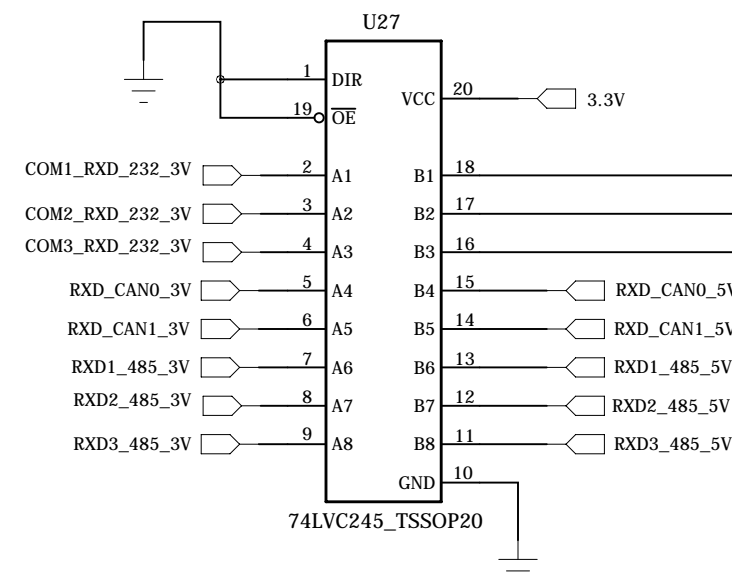 U27
1 DIR
VCC 20 3.3V
19 OE
COM1_RXD_232_3V 2 A1 B1 18
COM2_RXD_232_3V 3 A2 B2 17
COM3_RXD_232_3V 4 A3 B3 16
RXD_CAN0_3V 5 A4 B4 15 RXD_CAN0_5V
RXD_CAN1_3V 6 A5 B5 14 RXD_CAN1_5V
RXD1_485_3V 7 A6 B6 13 RXD1_485_5V
RXD2_485_3V 8 A7 B7 12 RXD2_485_5V
RXD3_485_3V 9 A8 B8 11 RXD3_485_5V
GND 10
74LVC245_TSSOP20